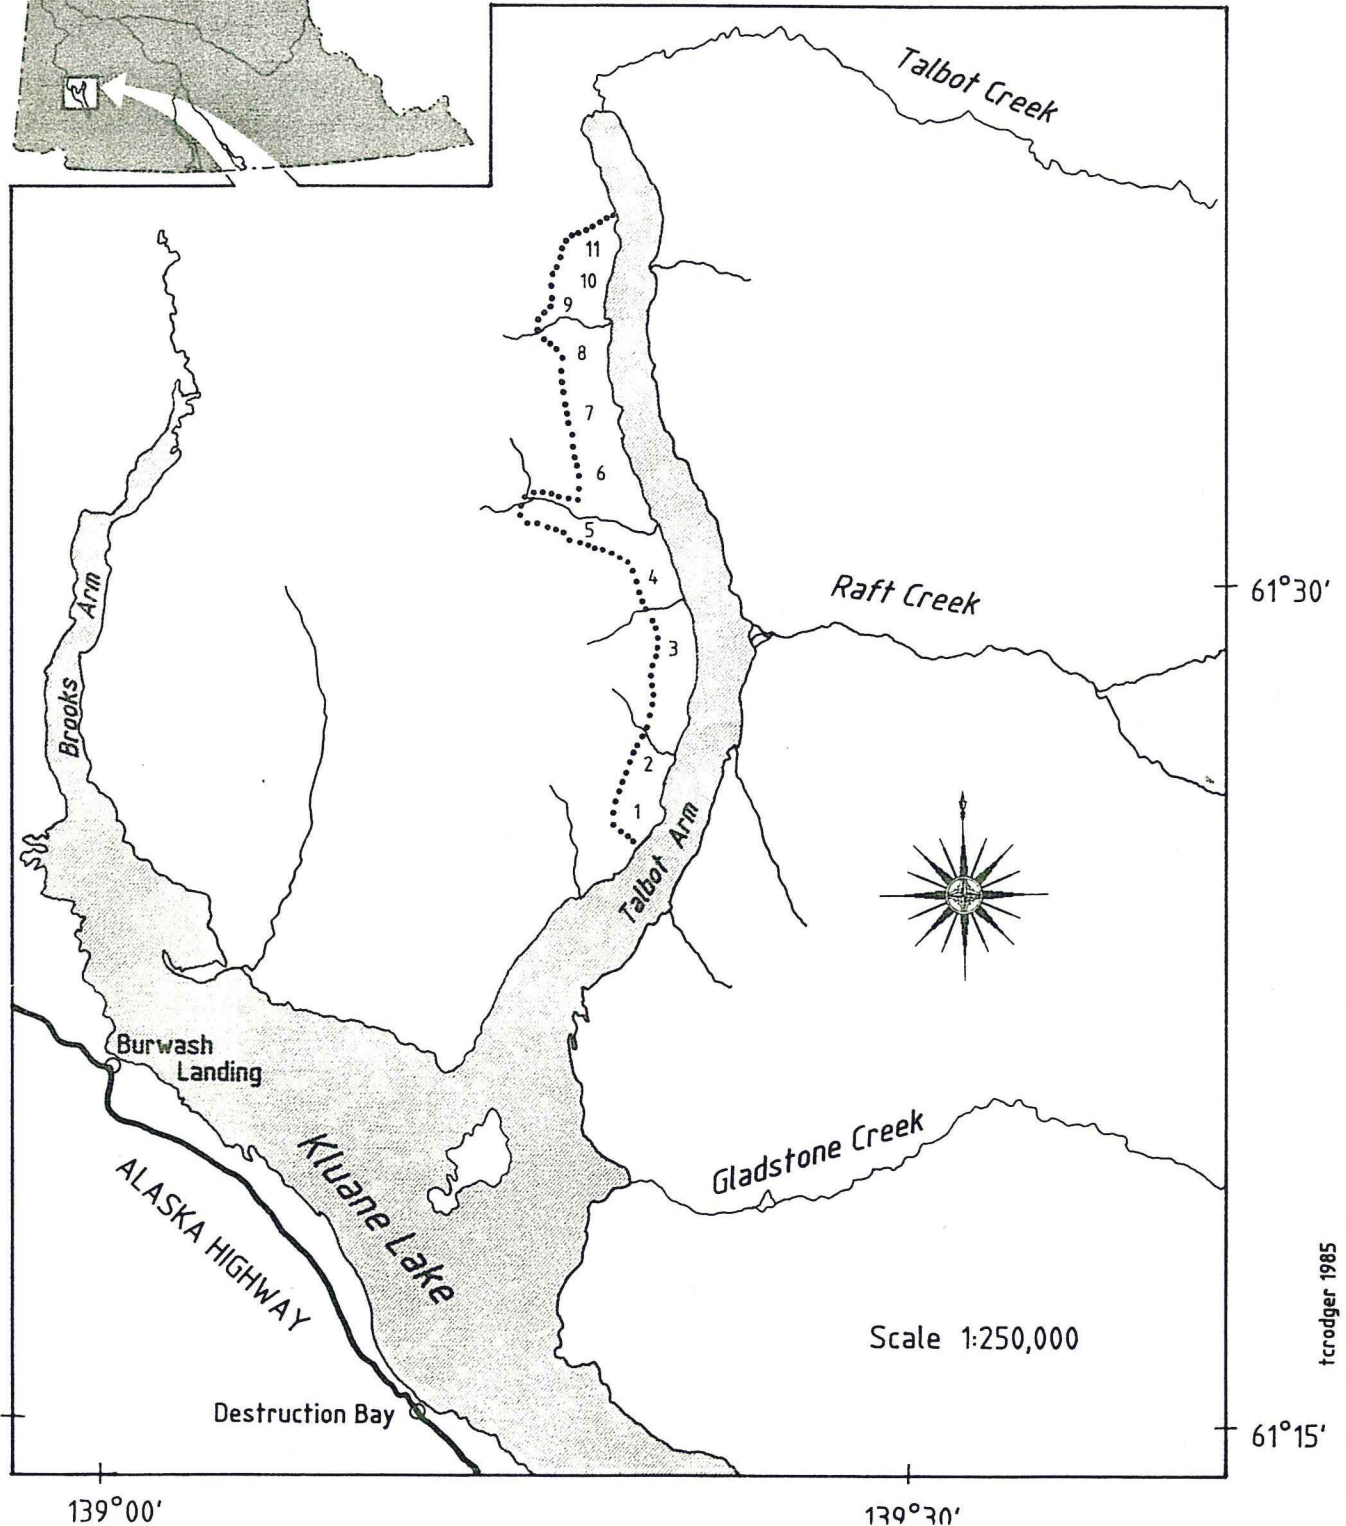 Talbot Creek
11
10
9
8
7
6
5
4
3
2
1
Brooks Arm
Raft Creek
61°30'
Talbot Arm
Burwash
Landing
Kluane Lake
ALASKA HIGHWAY
Gladstone Creek
Scale 1:250,000
tcrodger 1985
Destruction Bay
61°15'
139°00'
139°30'